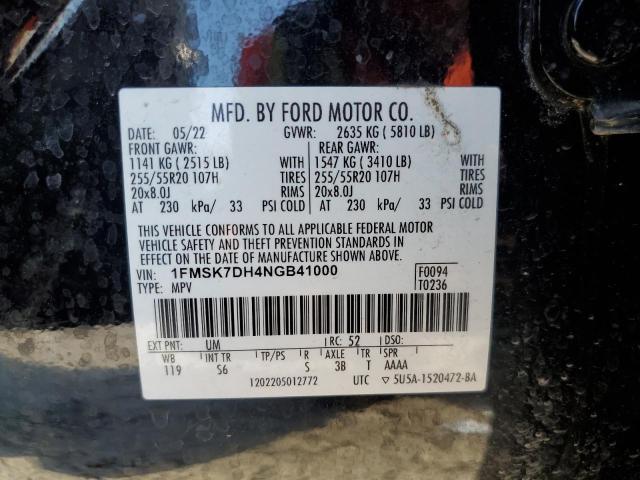 MFD. BY FORD MOTOR CO.
DATE: 05/22 GVWR: 2635 KG ( 5810 LB)
FRONT GAWR: REAR GAWR:
1141 KG ( 2515 LB) WITH 1547 KG ( 3410 LB) WITH
255/55R20 107H TIRES 255/55R20 107H TIRES
20x8.0J RIMS 20x8.0J RIMS
AT 230 kPa/ 33 PSI COLD AT 230 kPa/ 33 PSI COLD
THIS VEHICLE CONFORMS TO ALL APPLICABLE FEDERAL MOTOR
VEHICLE SAFETY AND THEFT PREVENTION STANDARDS IN
EFFECT ON THE DATE OF MANUFACTURE SHOWN ABOVE.
VIN: 1FMSK7DH4NGB41000 F0094
TYPE: MPV T0236
EXT PNT: UM RC: 52 DSO:
WB INT TR TP/PS R AXLE TR SPR
119 S6 S 3B T AAAA
1202205012772 UTC ▽ 5U5A-1520472-BA